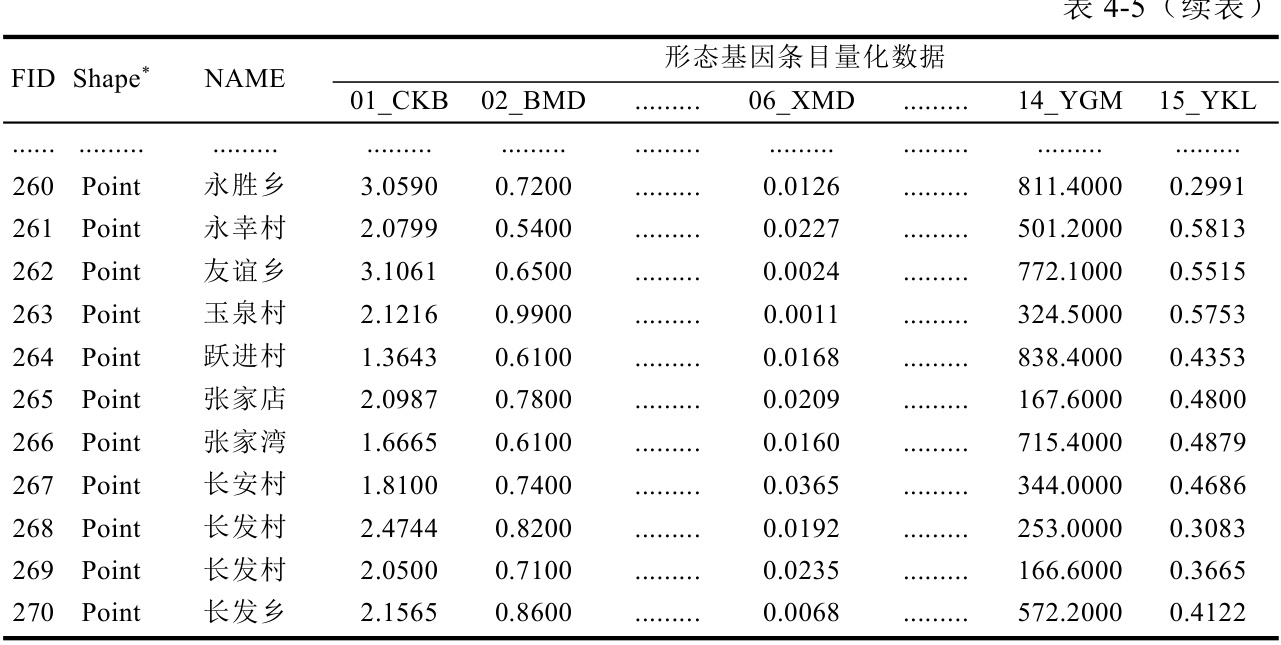 表 4-5（续表）
形态基因条目量化数据
FID Shape* NAME
01_CKB 02_BMD ......... 06_XMD ......... 14_YGM 15_YKL
...... ......... ......... ......... ......... ......... ......... ......... ......... .........
260 Point 永胜乡 3.0590 0.7200 ......... 0.0126 ......... 811.4000 0.2991
261 Point 永幸村 2.0799 0.5400 ......... 0.0227 ......... 501.2000 0.5813
262 Point 友谊乡 3.1061 0.6500 ......... 0.0024 ......... 772.1000 0.5515
263 Point 玉泉村 2.1216 0.9900 ......... 0.0011 ......... 324.5000 0.5753
264 Point 跃进村 1.3643 0.6100 ......... 0.0168 ......... 838.4000 0.4353
265 Point 张家店 2.0987 0.7800 ......... 0.0209 ......... 167.6000 0.4800
266 Point 张家湾 1.6665 0.6100 ......... 0.0160 ......... 715.4000 0.4879
267 Point 长安村 1.8100 0.7400 ......... 0.0365 ......... 344.0000 0.4686
268 Point 长发村 2.4744 0.8200 ......... 0.0192 ......... 253.0000 0.3083
269 Point 长发村 2.0500 0.7100 ......... 0.0235 ......... 166.6000 0.3665
270 Point 长发乡 2.1565 0.8600 ......... 0.0068 ......... 572.2000 0.4122